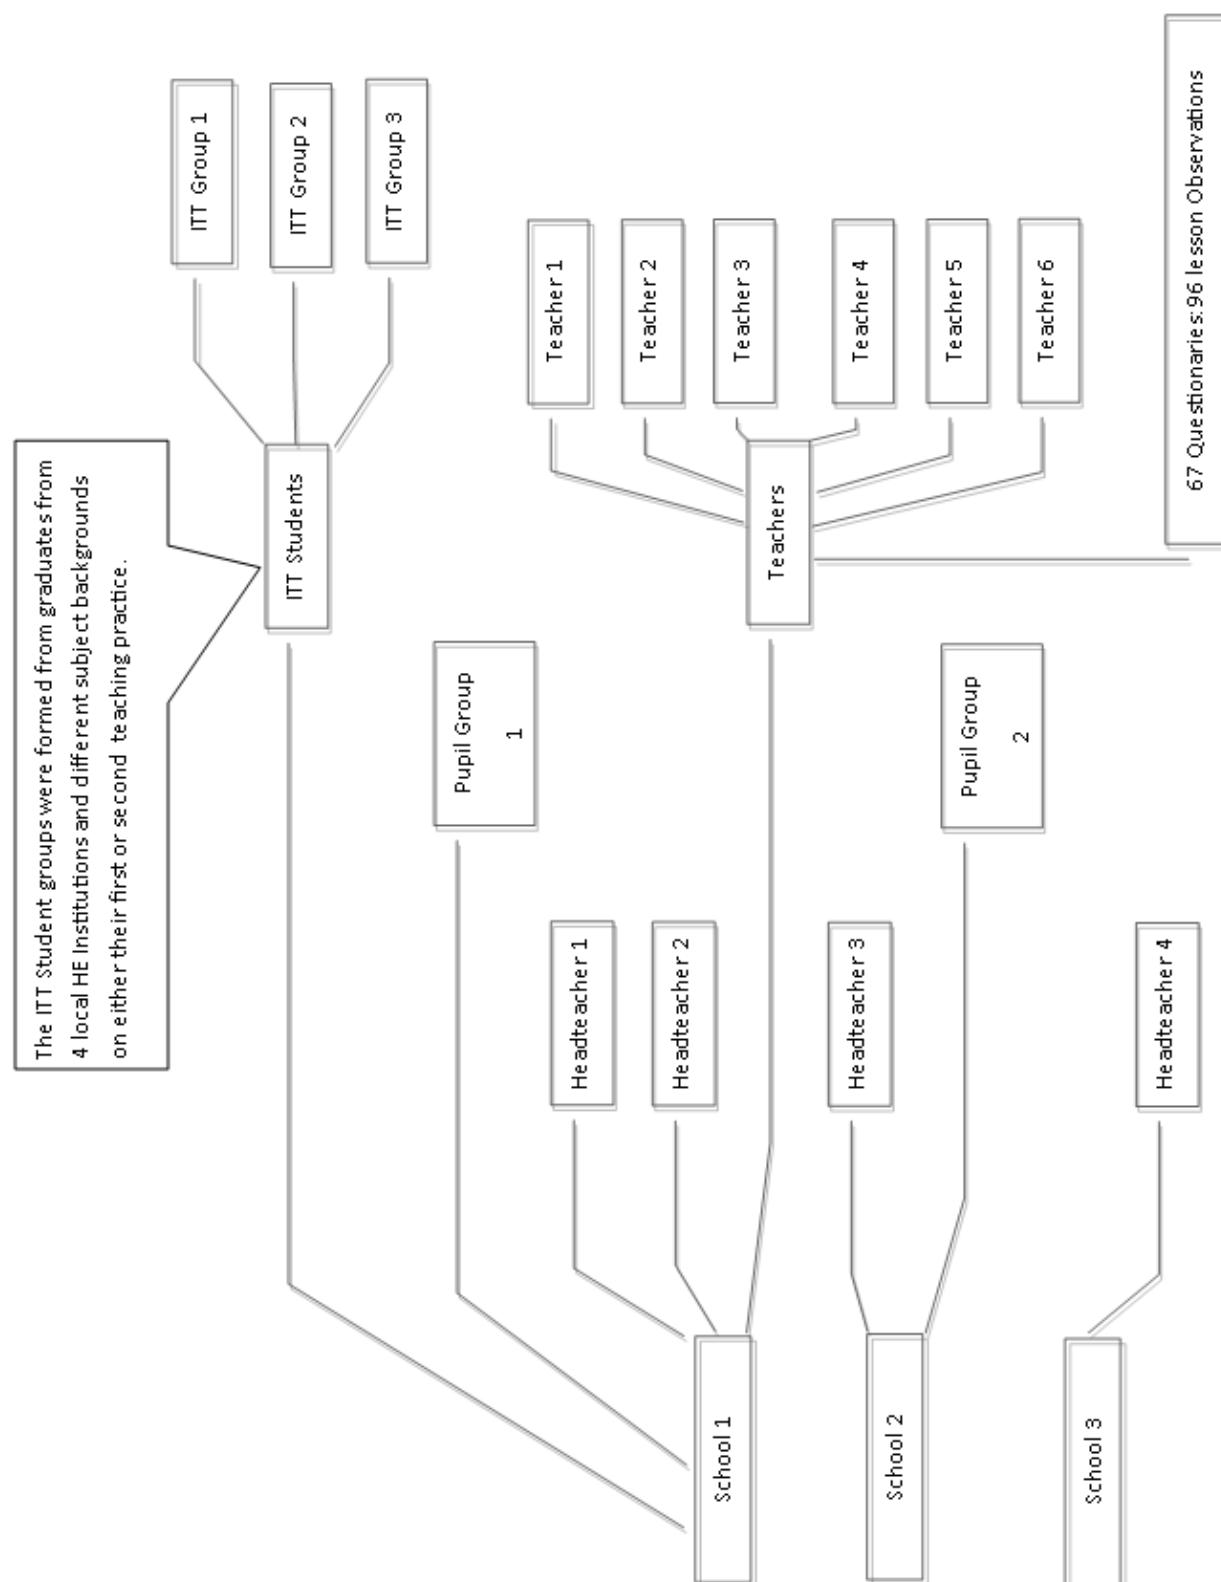 The ITT Student groups were formed from graduates from
4 local HE Institutions and different subject backgrounds
on either their first or second teaching practice.
ITT Group 1
ITT Group 2
ITT Group 3
ITT Students
Pupil Group
1
Teacher 1
Teacher 2
Teacher 3
Teacher 4
Teacher 5
Teacher 6
Teachers
67 Questionaries: 96 lesson Observations
Headteacher 1
Headteacher 2
School 1
Headteacher 3
Pupil Group
2
School 2
Headteacher 4
School 3